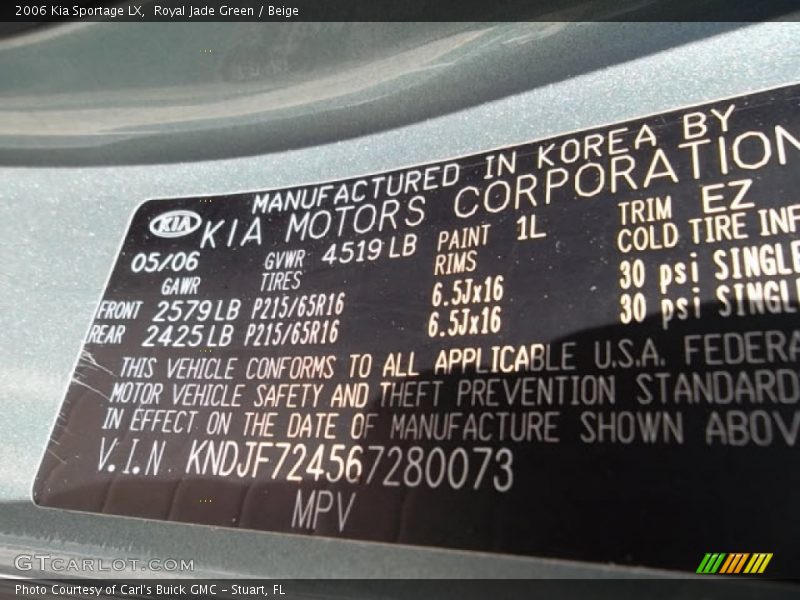 2006 Kia Sportage LX, Royal Jade Green / Beige
MANUFACTURED IN KOREA BY
KIA KIA MOTORS CORPORATION
05/06 GVWR 4519 LB PAINT 1L TRIM EZ
GAWR TIRES RIMS COLD TIRE INF
FRONT 2579 LB P215/65R16 6.5Jx16 30 psi SINGLE
REAR 2425 LB P215/65R16 6.5Jx16 30 psi SINGL
THIS VEHICLE CONFORMS TO ALL APPLICABLE U.S.A. FEDERA
MOTOR VEHICLE SAFETY AND THEFT PREVENTION STANDARD
IN EFFECT ON THE DATE OF MANUFACTURE SHOWN ABOV
V.I.N KNDJF724567280073
MPV
GTCARLOT.COM
Photo Courtesy of Carl's Buick GMC - Stuart, FL